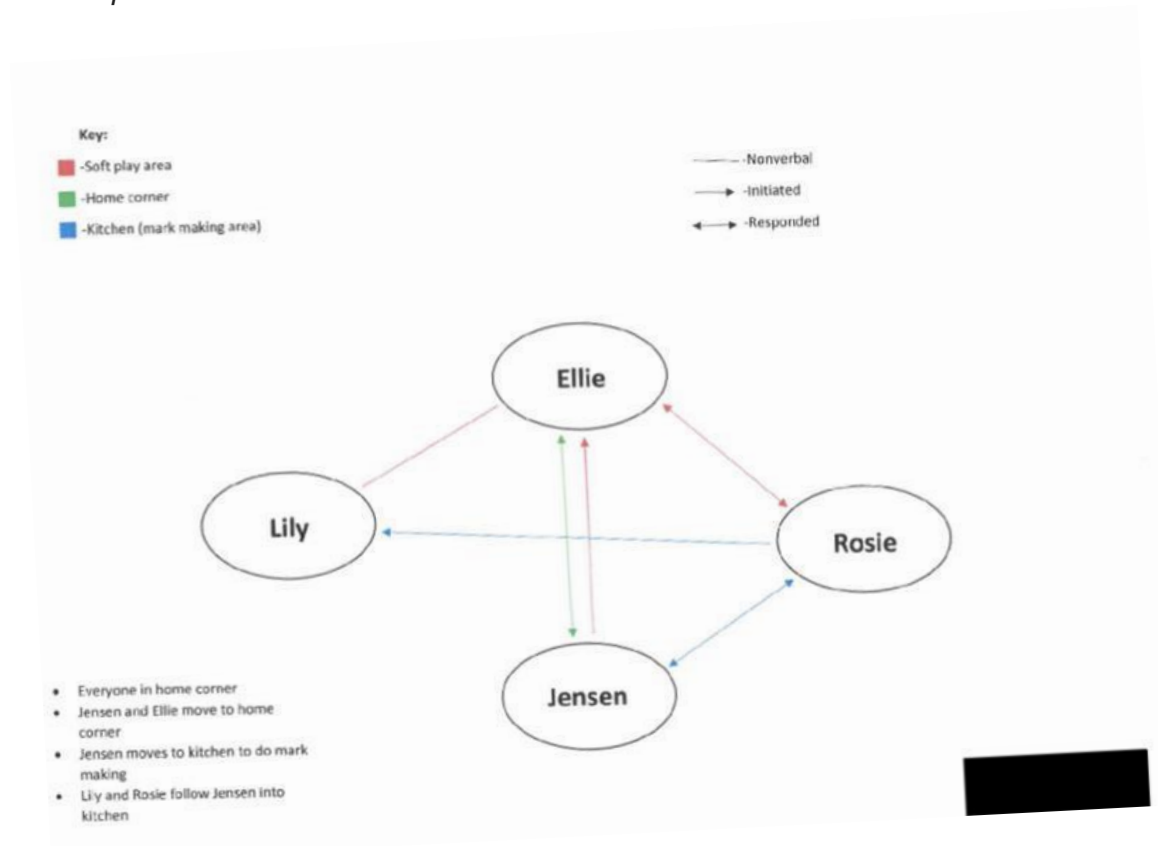 Key:
-Soft play area
-Home corner
-Kitchen (mark making area)
-Nonverbal
-Initiated
-Responded
Ellie
Lily
Rosie
Jensen
• Everyone in home corner
• Jensen and Ellie move to home
corner
• Jensen moves to kitchen to do mark
making
• Lily and Rosie follow Jensen into
kitchen